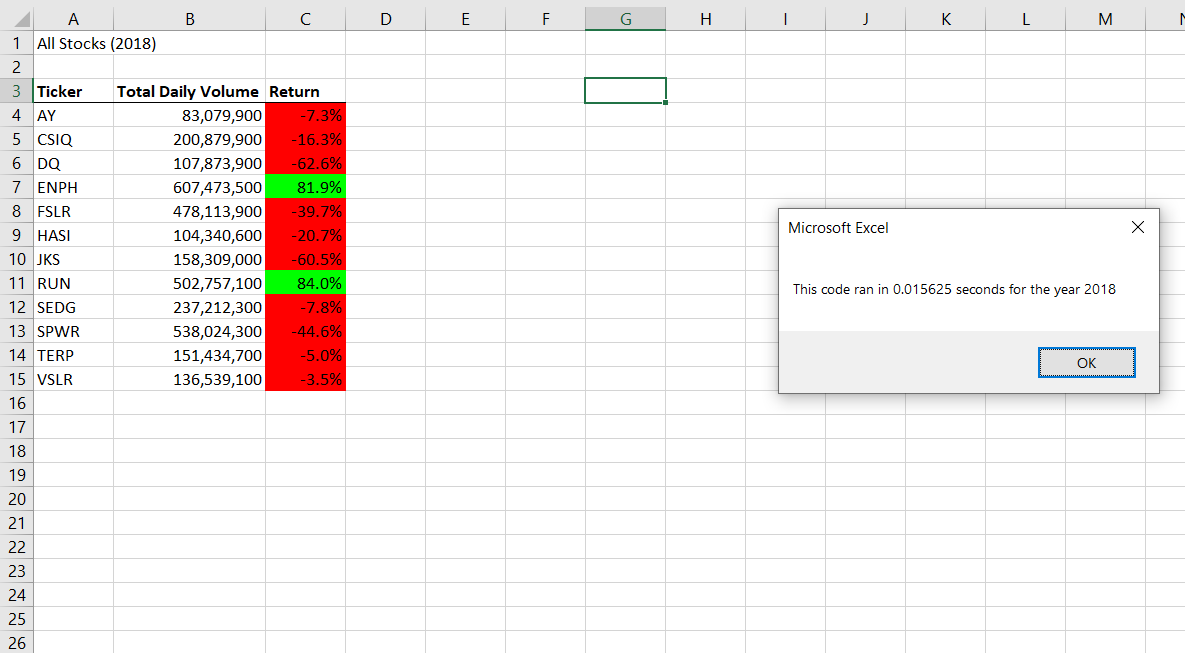 A B C D E F G H I J K L M N
1 All Stocks (2018)
2
3 Ticker Total Daily Volume Return
4 AY 83,079,900 -7.3%
5 CSIQ 200,879,900 -16.3%
6 DQ 107,873,900 -62.6%
7 ENPH 607,473,500 81.9%
8 FSLR 478,113,900 -39.7%
9 HASI 104,340,600 -20.7%
10 JKS 158,309,000 -60.5%
11 RUN 502,757,100 84.0%
12 SEDG 237,212,300 -7.8%
13 SPWR 538,024,300 -44.6%
14 TERP 151,434,700 -5.0%
15 VSLR 136,539,100 -3.5%
16
17
18
19
20
21
22
23
24
25
26
Microsoft Excel
This code ran in 0.015625 seconds for the year 2018
OK